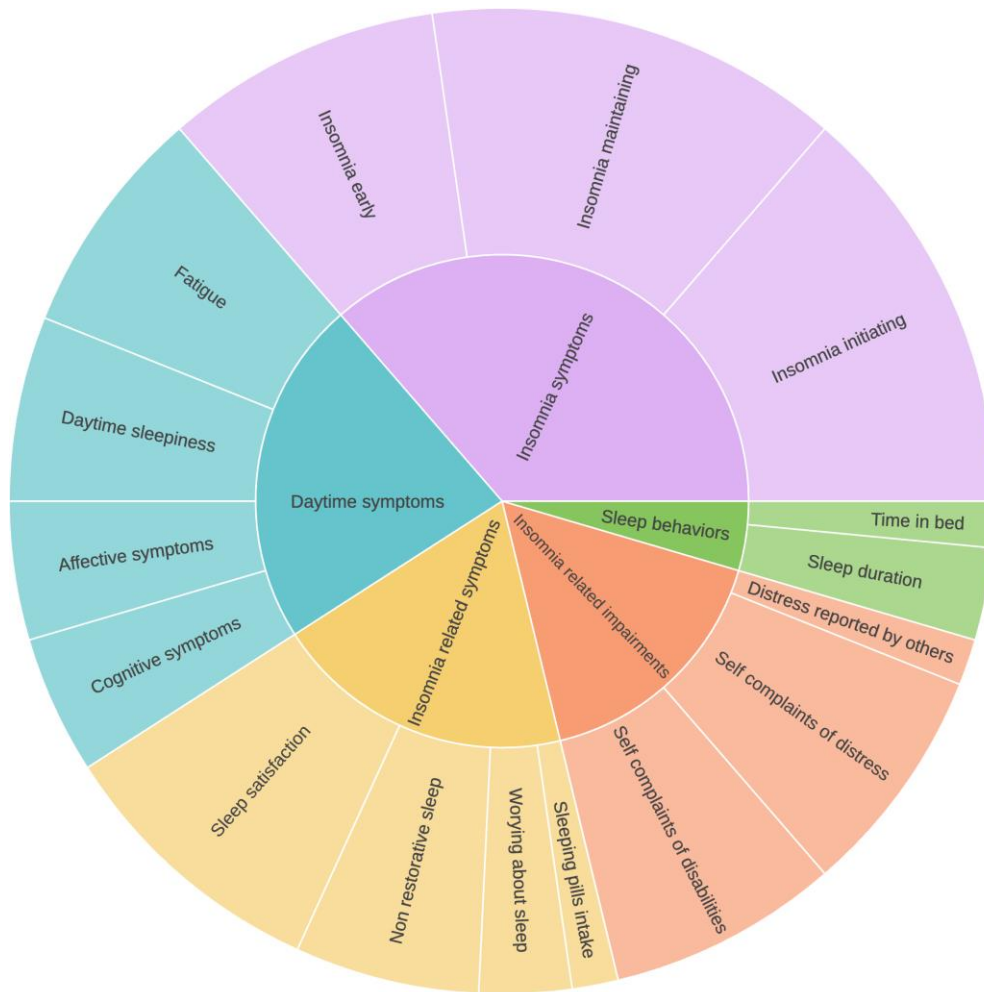 Insomnia early
Insomnia maintaining
Insomnia initiating
Insomnia symptoms
Fatigue
Daytime sleepiness
Daytime symptoms
Affective symptoms
Cognitive symptoms
Sleep behaviors
Time in bed
Sleep duration
Insomnia related impairments
Distress reported by others
Self complaints of distress
Self complaints of disabilities
Insomnia related symptoms
Sleep satisfaction
Non restorative sleep
Worying about sleep
Sleeping pills intake